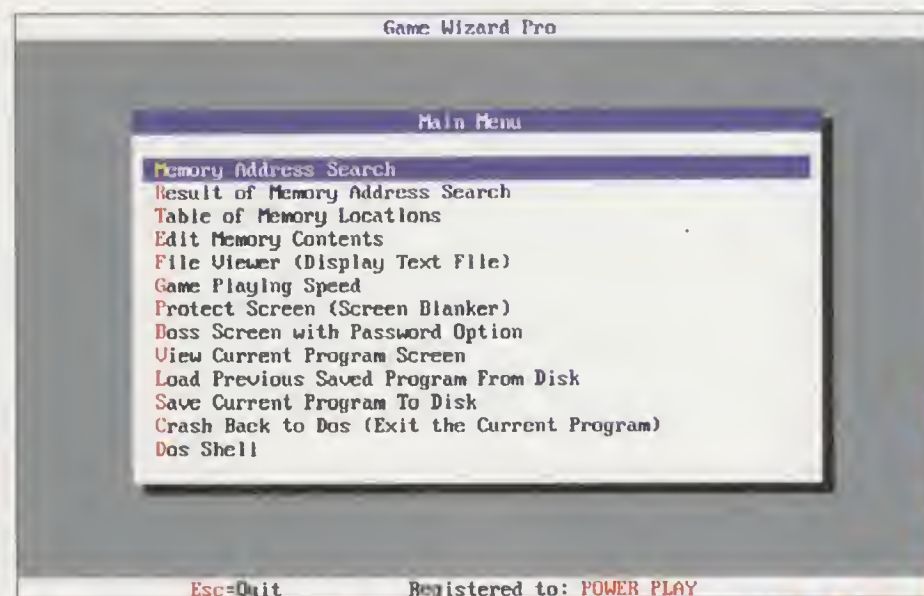 Game Wizard Pro
Main Menu
Memory Address Search
Result of Memory Address Search
Table of Memory Locations
Edit Memory Contents
File Viewer (Display Text File)
Game Playing Speed
Protect Screen (Screen Blanker)
Boss Screen with Password Option
View Current Program Screen
Load Previous Saved Program From Disk
Save Current Program To Disk
Crash Back to Dos (Exit the Current Program)
Dos Shell
Esc=Quit Registered to: POWER PLAY